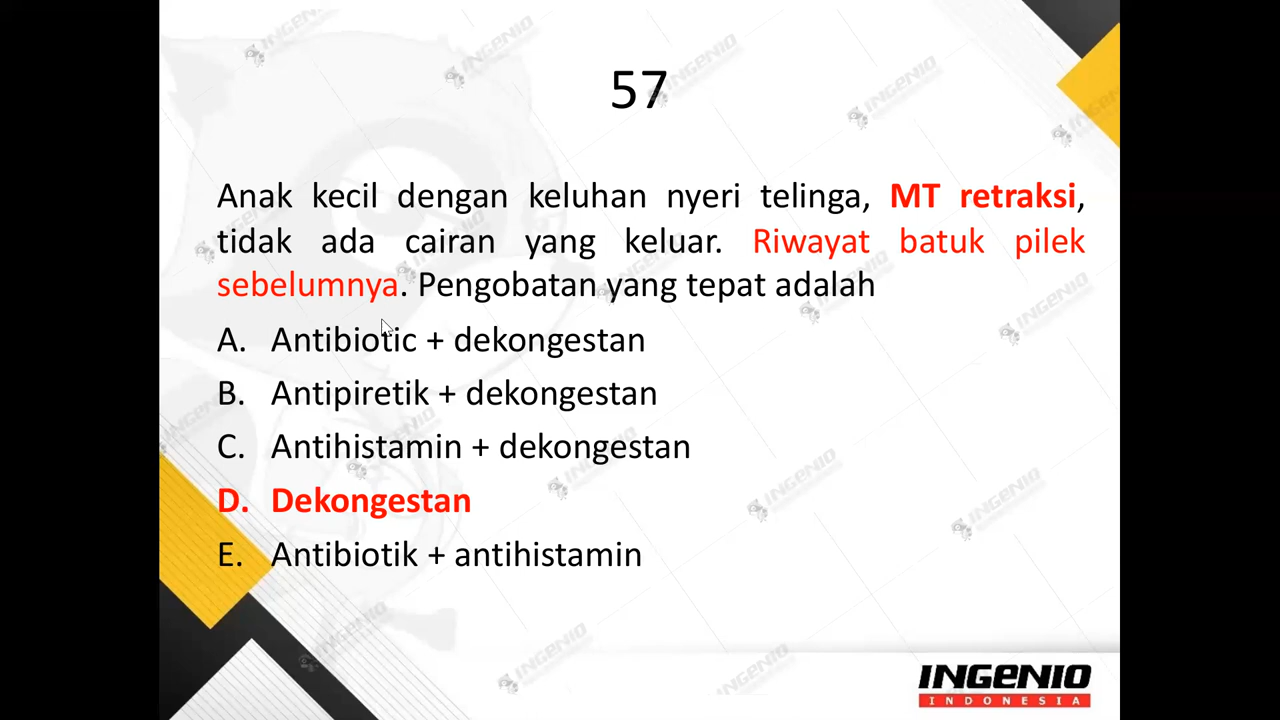 57
Anak kecil dengan keluhan nyeri telinga, MT retraksi,
tidak ada cairan yang keluar. Riwayat batuk pilek
sebelumnya. Pengobatan yang tepat adalah
A. Antibiotic + dekongestan
B. Antipiretik + dekongestan
C. Antihistamin + dekongestan
D. Dekongestan
E. Antibiotik + antihistamin
INGENIO
INDONESIA